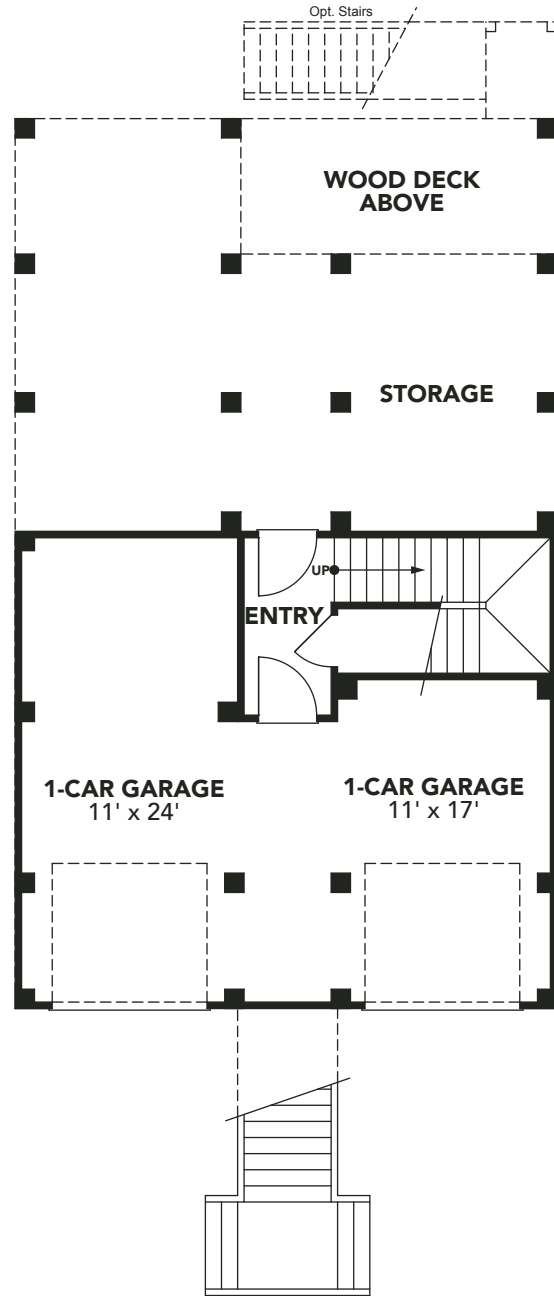 Opt. Stairs
WOOD DECK
ABOVE
STORAGE
UP
ENTRY
1-CAR GARAGE
11' x 24'
1-CAR GARAGE
11' x 17'